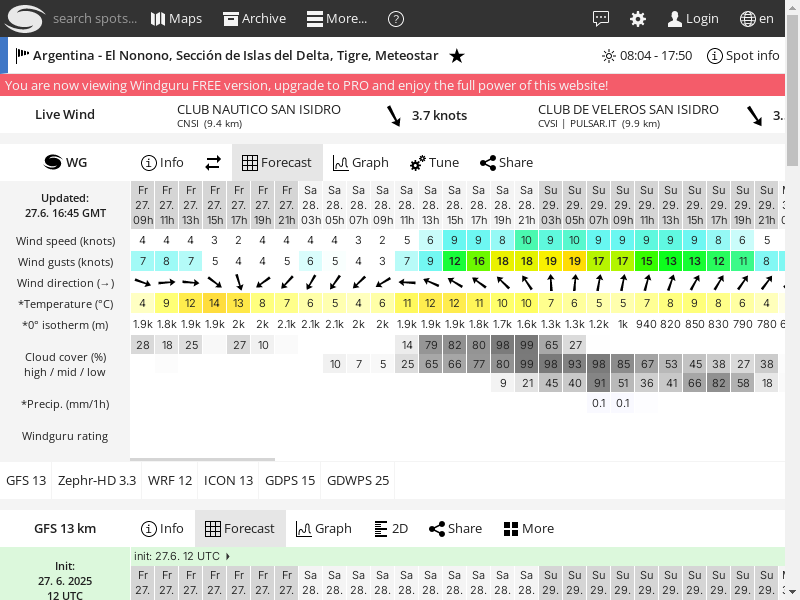 search spots... Maps Archive More... ? Login en
Argentina - El Nonono, Sección de Islas del Delta, Tigre, Meteostar ★ 08:04 - 17:50 Spot info
You are now viewing Windguru FREE version, upgrade to PRO and enjoy the full power of this website!
Live Wind
CLUB NAUTICO SAN ISIDRO
CNSI (9.4 km)
3.7 knots
CLUB DE VELEROS SAN ISIDRO
CVSI | PULSAR.IT (9.9 km)
3.
WG Info Forecast Graph Tune Share
Updated:
27.6. 16:45 GMT
Fr Fr Fr Fr Fr Fr Fr Sa Sa Sa Sa Sa Sa Sa Sa Sa Sa Su Su Su Su Su Su Su Su Su Su
27. 27. 27. 27. 27. 27. 27. 28. 28. 28. 28. 28. 28. 28. 28. 28. 28. 29. 29. 29. 29. 29. 29. 29. 29. 29. 29.
09h 11h 13h 15h 17h 19h 21h 03h 05h 07h 09h 11h 13h 15h 17h 19h 21h 03h 05h 07h 09h 11h 13h 15h 17h 19h 21h
Wind speed (knots) 4 4 4 3 2 4 4 4 4 3 2 5 6 9 9 8 10 9 10 9 9 9 9 9 8 6 5
Wind gusts (knots) 7 8 7 5 4 4 5 6 5 4 3 7 9 12 16 18 18 19 19 17 17 15 13 13 12 11 8
Wind direction (→)
*Temperature (°C) 4 9 12 14 13 8 7 6 5 4 6 11 12 12 11 10 10 7 6 5 5 7 8 9 8 6 4
*0° isotherm (m) 1.9k 1.8k 1.9k 1.9k 2k 2k 2.1k 2.1k 2.1k 2k 2k 1.9k 1.9k 1.9k 1.8k 1.7k 1.6k 1.3k 1.3k 1.2k 1k 940 820 850 830 790 780
Cloud cover (%)
high / mid / low
28 18 25 27 10 14 79 82 80 98 99 65 27
10 7 5 25 65 66 77 80 99 98 93 98 85 67 53 45 38 27 38
9 21 45 40 91 51 36 41 66 82 58 18
*Precip. (mm/1h) 0.1 0.1
Windguru rating
GFS 13 Zephr-HD 3.3 WRF 12 ICON 13 GDPS 15 GDWPS 25
GFS 13 km Info Forecast Graph 2D Share More
init: 27.6. 12 UTC
Init:
27. 6. 2025
12 UTC
Fr Fr Fr Fr Fr Fr Fr Sa Sa Sa Sa Sa Sa Sa Sa Sa Sa Su Su Su Su Su Su Su Su Su Su
27. 27. 27. 27. 27. 27. 27. 28. 28. 28. 28. 28. 28. 28. 28. 28. 28. 29. 29. 29. 29. 29. 29. 29. 29. 29. 29.